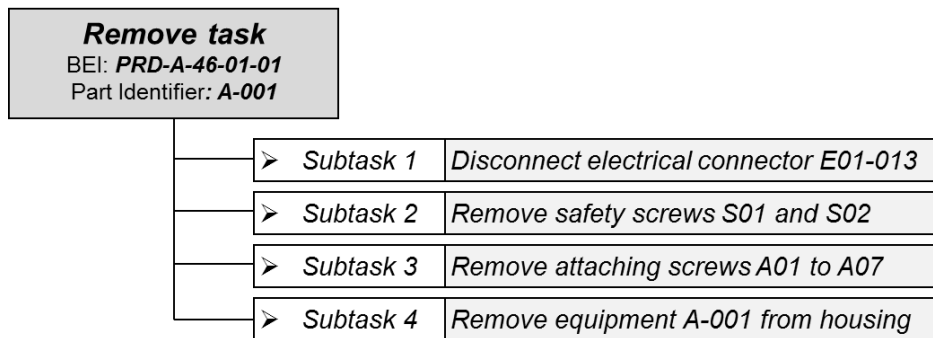 Remove task
BEI: PRD-A-46-01-01
Part Identifier: A-001
➢ Subtask 1 Disconnect electrical connector E01-013
➢ Subtask 2 Remove safety screws S01 and S02
➢ Subtask 3 Remove attaching screws A01 to A07
➢ Subtask 4 Remove equipment A-001 from housing